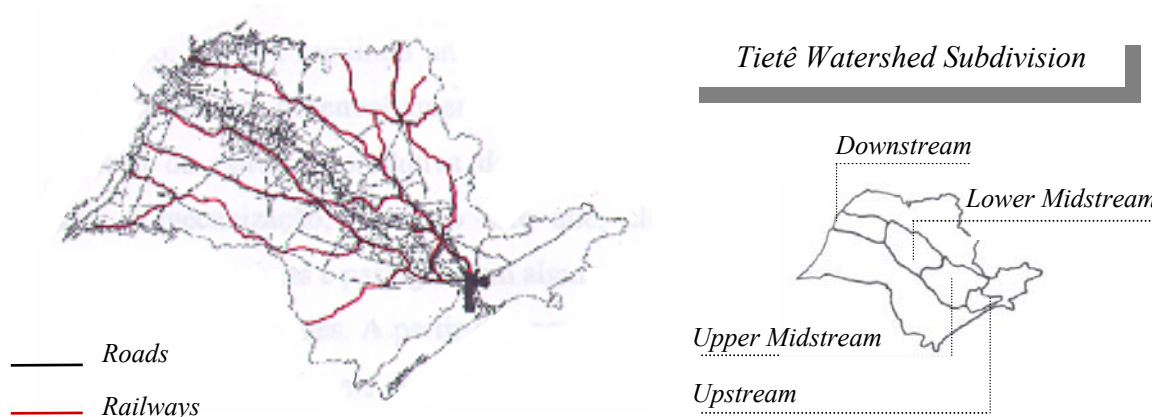 Tietê Watershed Subdivision
Downstream
Lower Midstream
Upper Midstream
Upstream
Roads
Railways